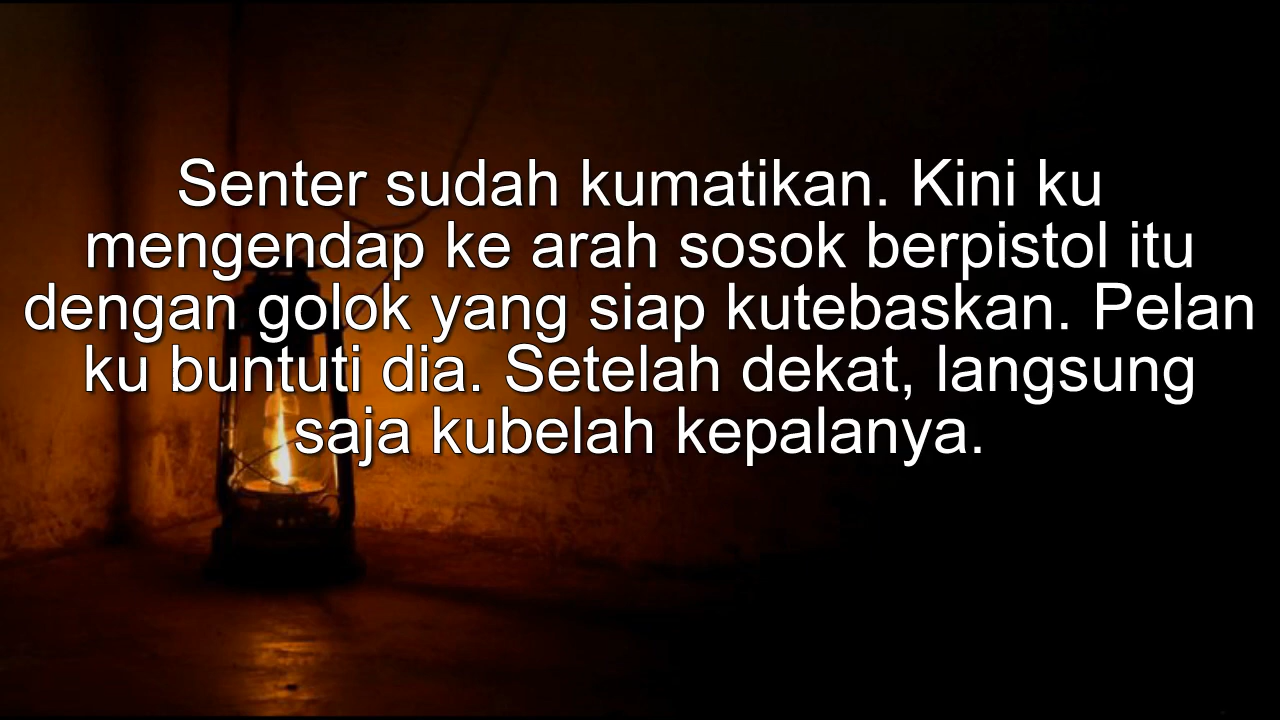 Senter sudah kumatikan. Kini ku
mengendap ke arah sosok berpistol itu
dengan golok yang siap kutebaskan. Pelan
ku buntuti dia. Setelah dekat, langsung
saja kubelah kepalanya.